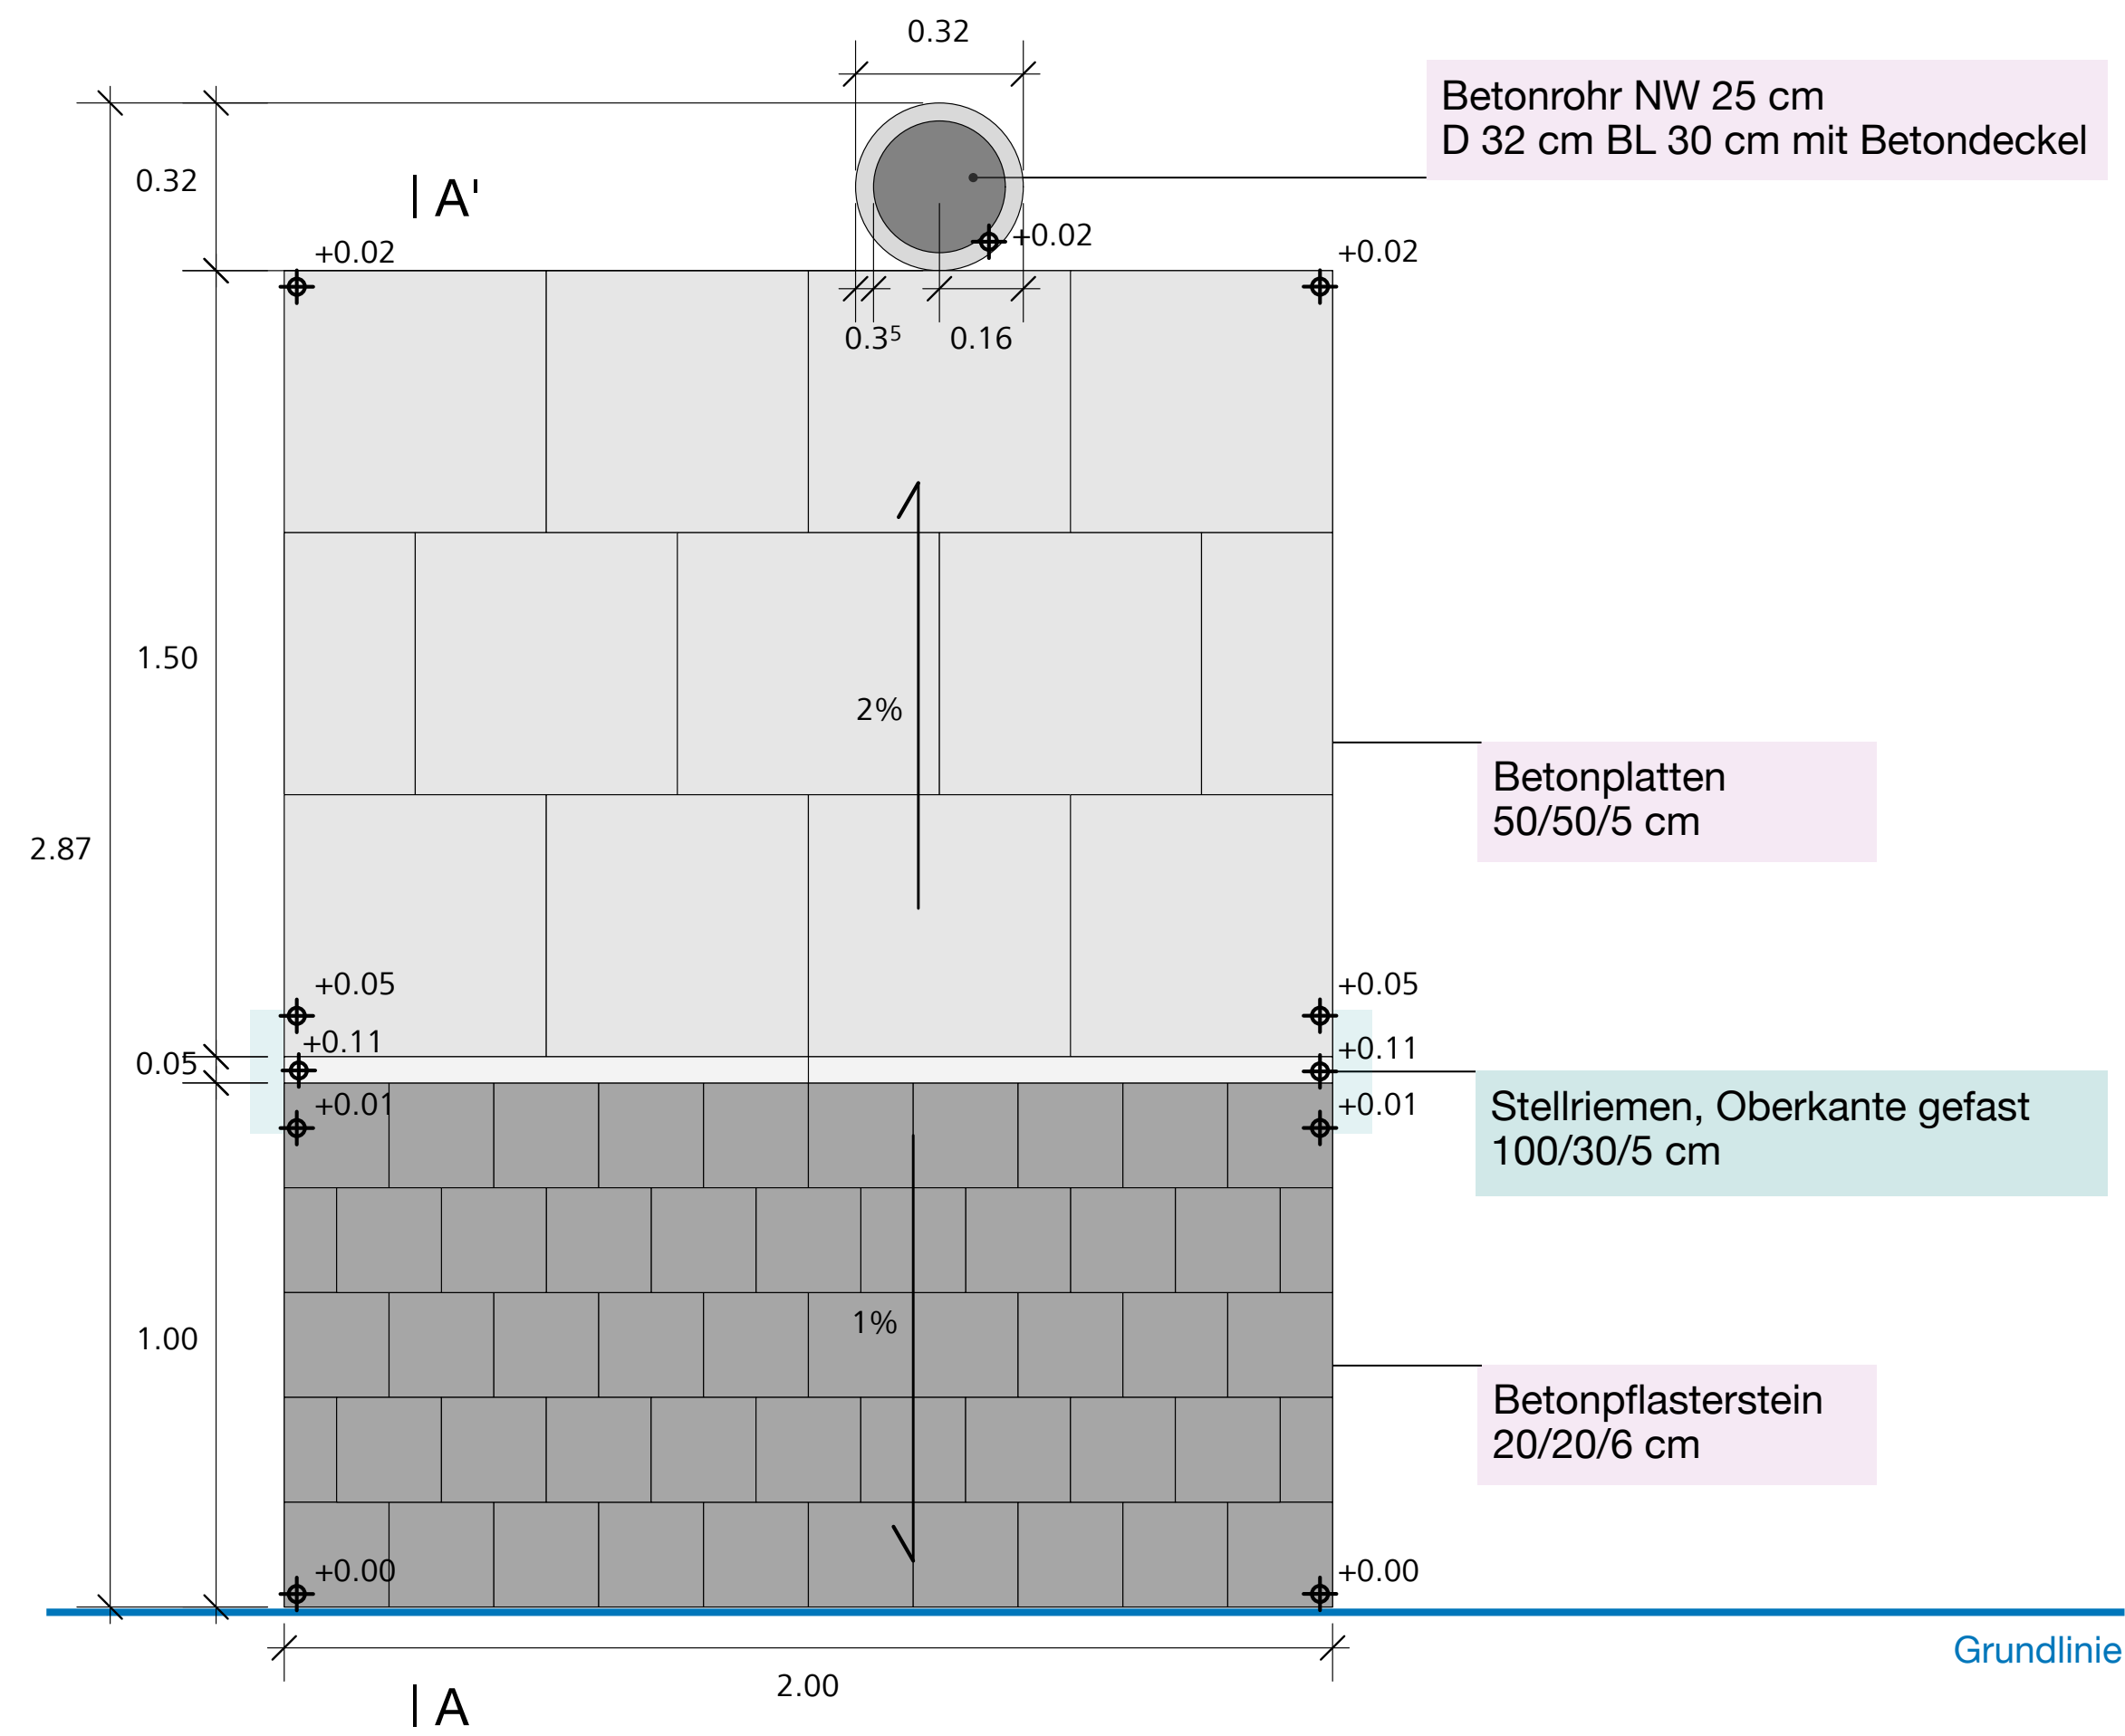 0.32
Betonrohr NW 25 cm
D 32 cm BL 30 cm mit Betondeckel
0.32
A'
+0.02
+0.02
+0.02
0.3⁵
0.16
1.50
2%
Betonplatten
50/50/5 cm
2.87
+0.05
+0.05
+0.11
+0.11
0.05
+0.01
+0.01
Stellriemen, Oberkante gefast
100/30/5 cm
1%
1.00
Betonpflasterstein
20/20/6 cm
+0.00
+0.00
Grundlinie
2.00
A